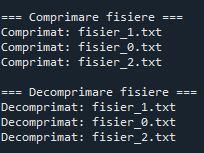 === Comprimare fisiere ===
Comprimat: fisier_1.txt
Comprimat: fisier_0.txt
Comprimat: fisier_2.txt

=== Decomprimare fisiere ===
Decomprimat: fisier_1.txt
Decomprimat: fisier_0.txt
Decomprimat: fisier_2.txt